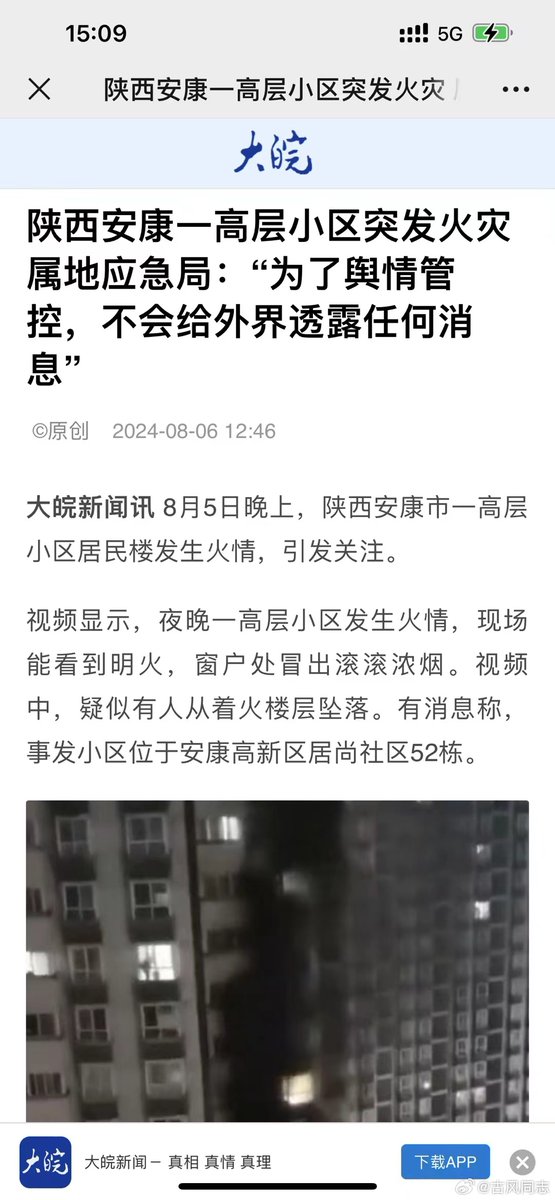 15:09
5G
陕西安康一高层小区突发火灾
大皖
陕西安康一高层小区突发火灾
属地应急局：“为了舆情管
控，不会给外界透露任何消
息”
©原创 2024-08-06 12:46
大皖新闻讯 8月5日晚上，陕西安康市一高层
小区居民楼发生火情，引发关注。
视频显示，夜晚一高层小区发生火情，现场
能看到明火，窗户处冒出滚滚浓烟。视频
中，疑似有人从着火楼层坠落。有消息称，
事发小区位于安康高新区居尚社区52栋。
大皖
大皖新闻 – 真相 真情 真理
下载APP
@古风同志